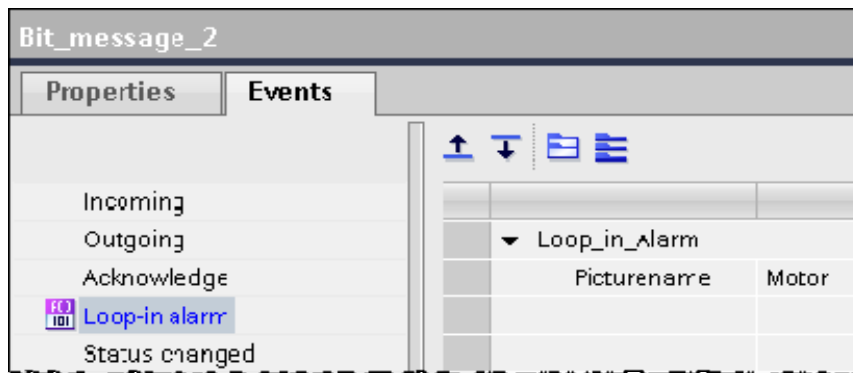 Bit_message_2
Properties Events
Incoming
Outgoing
Acknowledge
Loop-in alarm
Status changed
Loop_in_Alarm
Picturename Motor